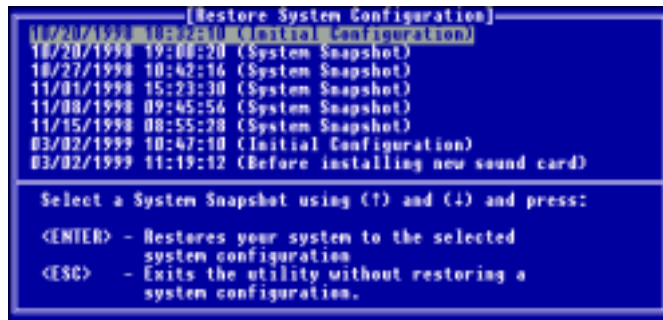 [Restore System Configuration]
10/20/1998 (Initial Configuration)
10/20/1998 19:00:20 (System Snapshot)
10/27/1998 10:42:16 (System Snapshot)
11/01/1998 15:23:30 (System Snapshot)
11/08/1998 09:45:56 (System Snapshot)
11/15/1998 08:55:28 (System Snapshot)
03/02/1999 10:47:10 (Initial Configuration)
03/02/1999 11:19:12 (Before installing new sound card)
Select a System Snapshot using (↑) and (↓) and press:
<ENTER> - Restores your system to the selected
system configuration
<ESC> - Exits the utility without restoring a
system configuration.